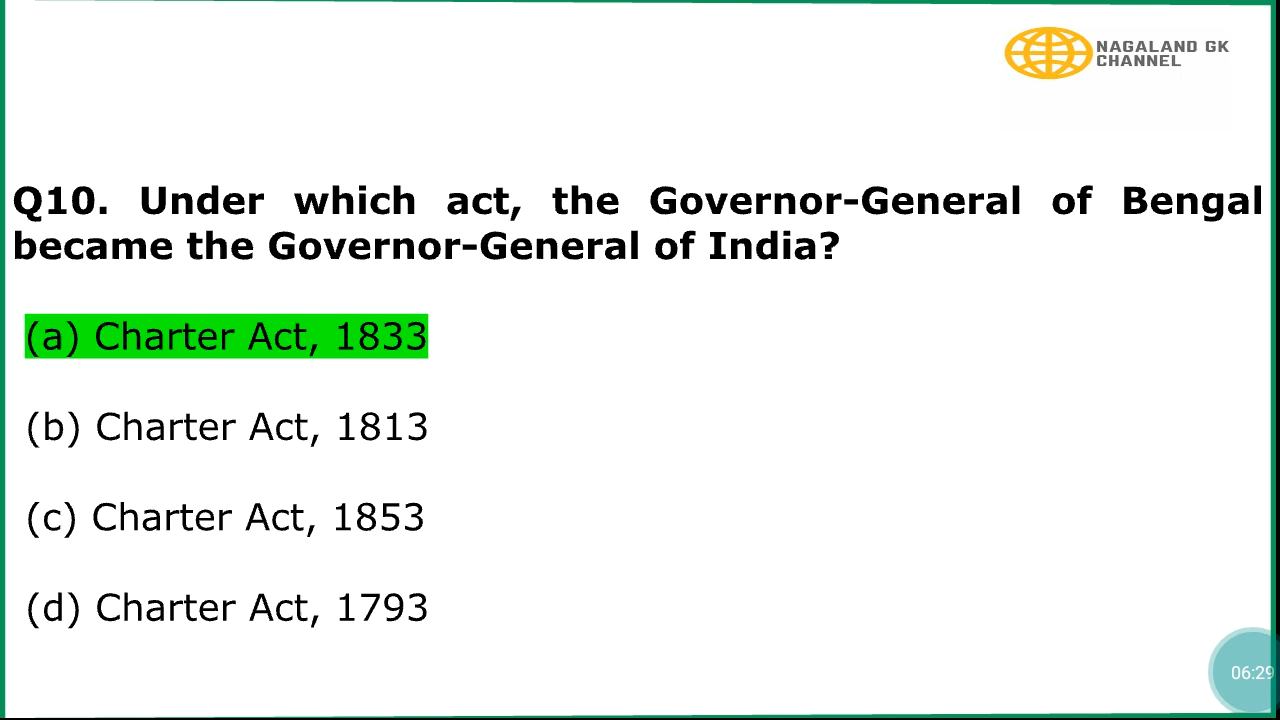 NAGALAND GK
CHANNEL
Q10. Under which act, the Governor-General of Bengal
became the Governor-General of India?
(a) Charter Act, 1833
(b) Charter Act, 1813
(c) Charter Act, 1853
(d) Charter Act, 1793
06:29